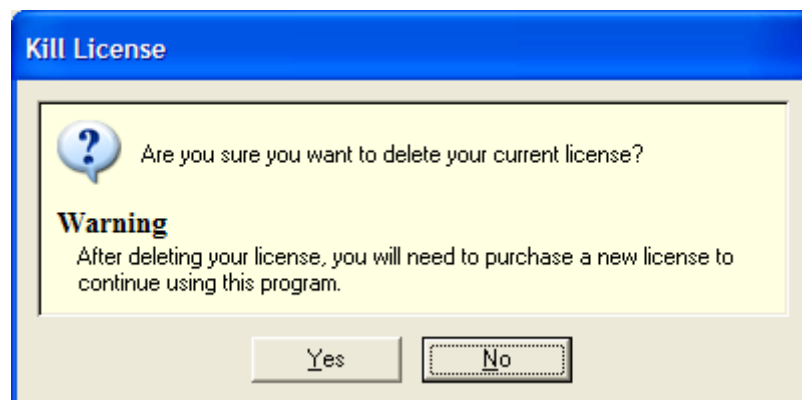 Kill License
Are you sure you want to delete your current license?
Warning
After deleting your license, you will need to purchase a new license to
continue using this program.
Yes No